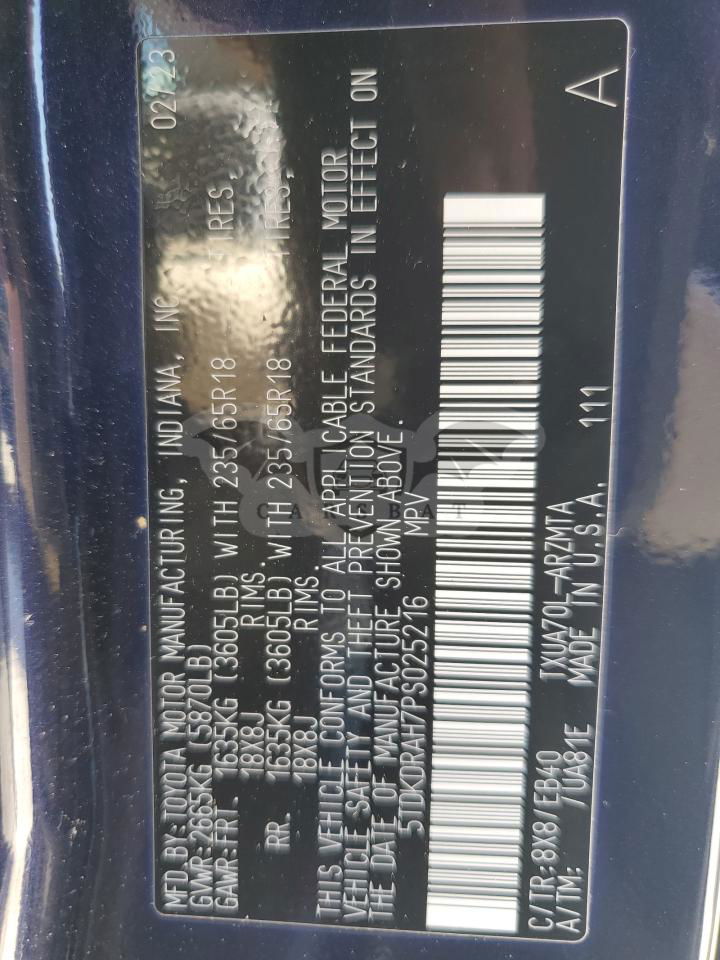 MFD.BY:TOYOTA MOTOR MANUFACTURING, INDIANA, INC. 02/23
GVWR:2665KG (5870LB)
GAWR:FRT. 1635KG (3605LB) WITH 235/65R18 TIRES,
18X8J RIMS.
RR. 1635KG (3605LB) WITH 235/65R18 TIRES,
18X8J RIMS.
THIS VEHICLE CONFORMS TO ALL APPLICABLE FEDERAL MOTOR
VEHICLE SAFETY AND THEFT PREVENTION STANDARDS IN EFFECT ON
THE DATE OF MANUFACTURE SHOWN ABOVE.
5TDKDRAH7PS025216 MPV
C/TR:8X8/EB40 TXUA70L-ARZMTA
A/TM: /UA81E MADE IN U.S.A. 111
A
CARSBAT